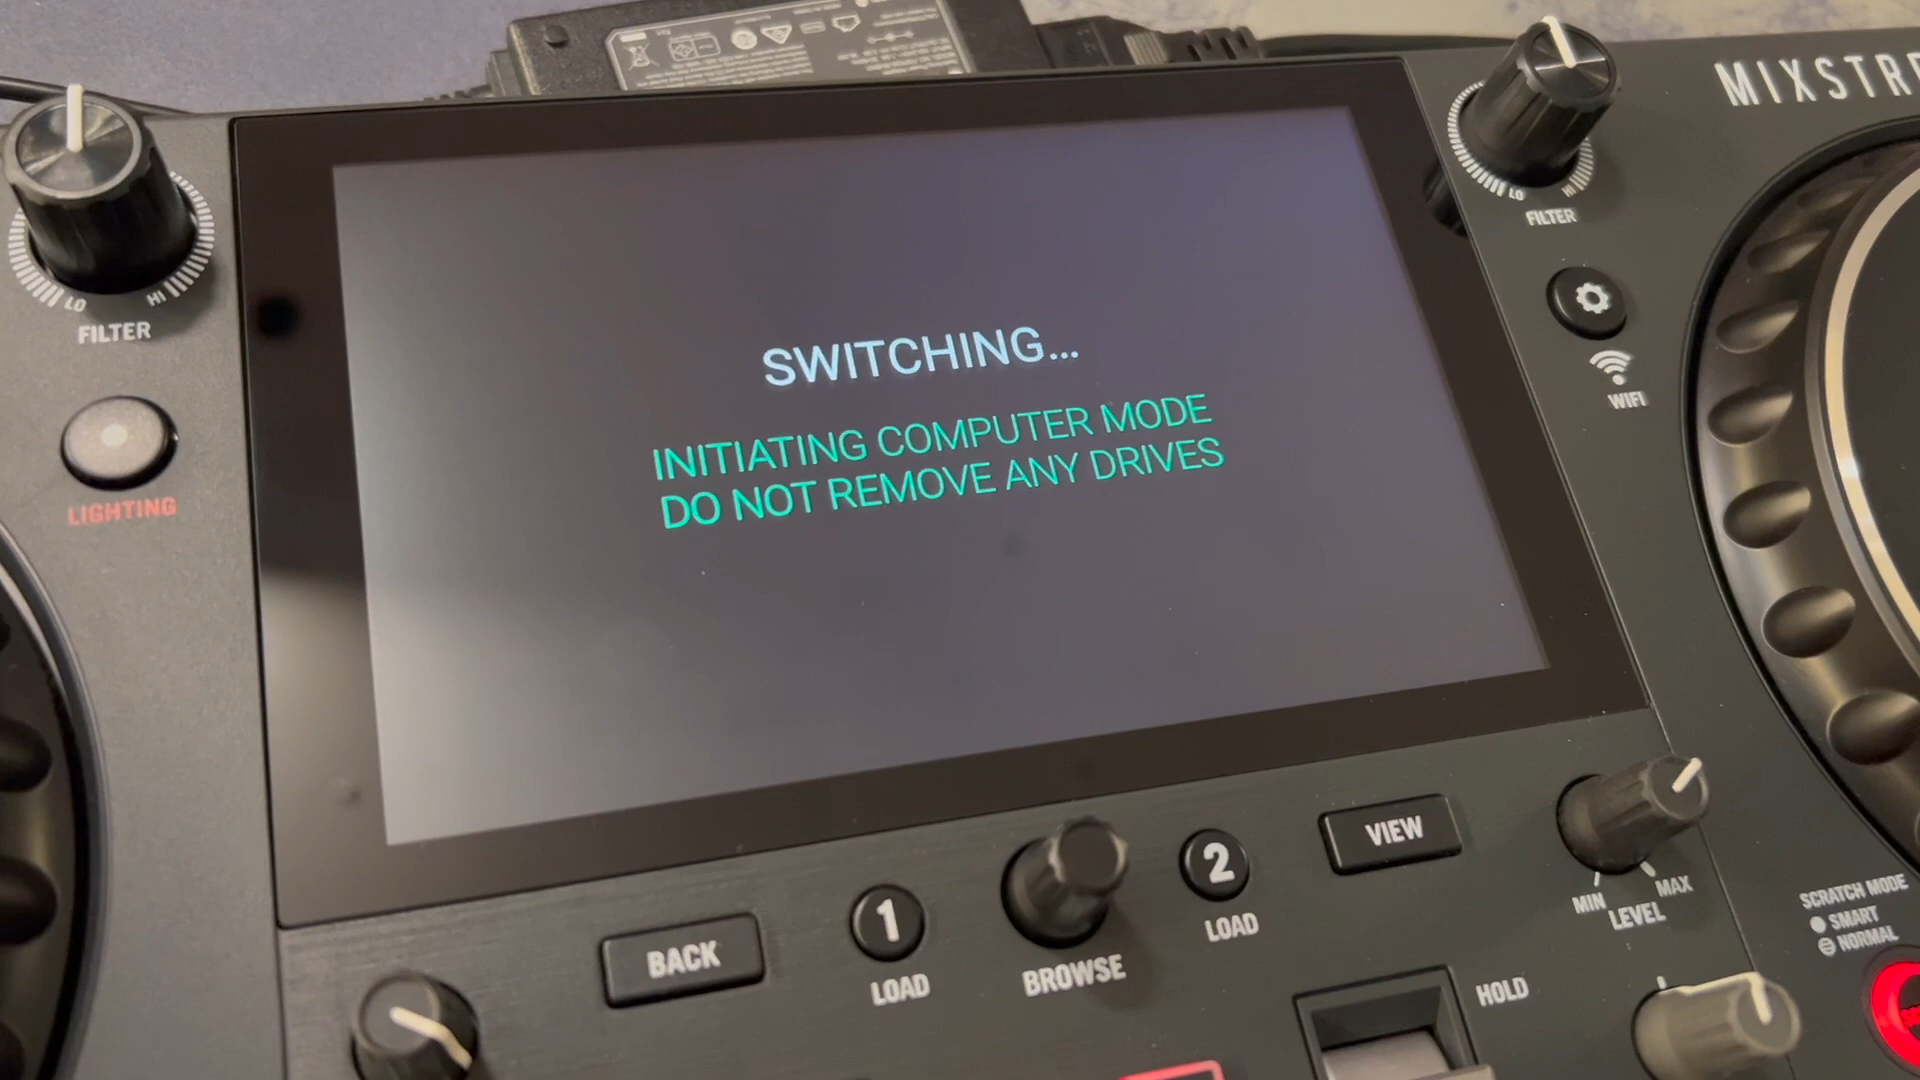 MIXSTRE
LO
HI
FILTER
LO
HI
FILTER
WIFI
LIGHTING
SWITCHING...
INITIATING COMPUTER MODE
DO NOT REMOVE ANY DRIVES
BACK
1
LOAD
BROWSE
2
LOAD
VIEW
MIN
MAX
LEVEL
HOLD
SCRATCH MODE
SMART
NORMAL